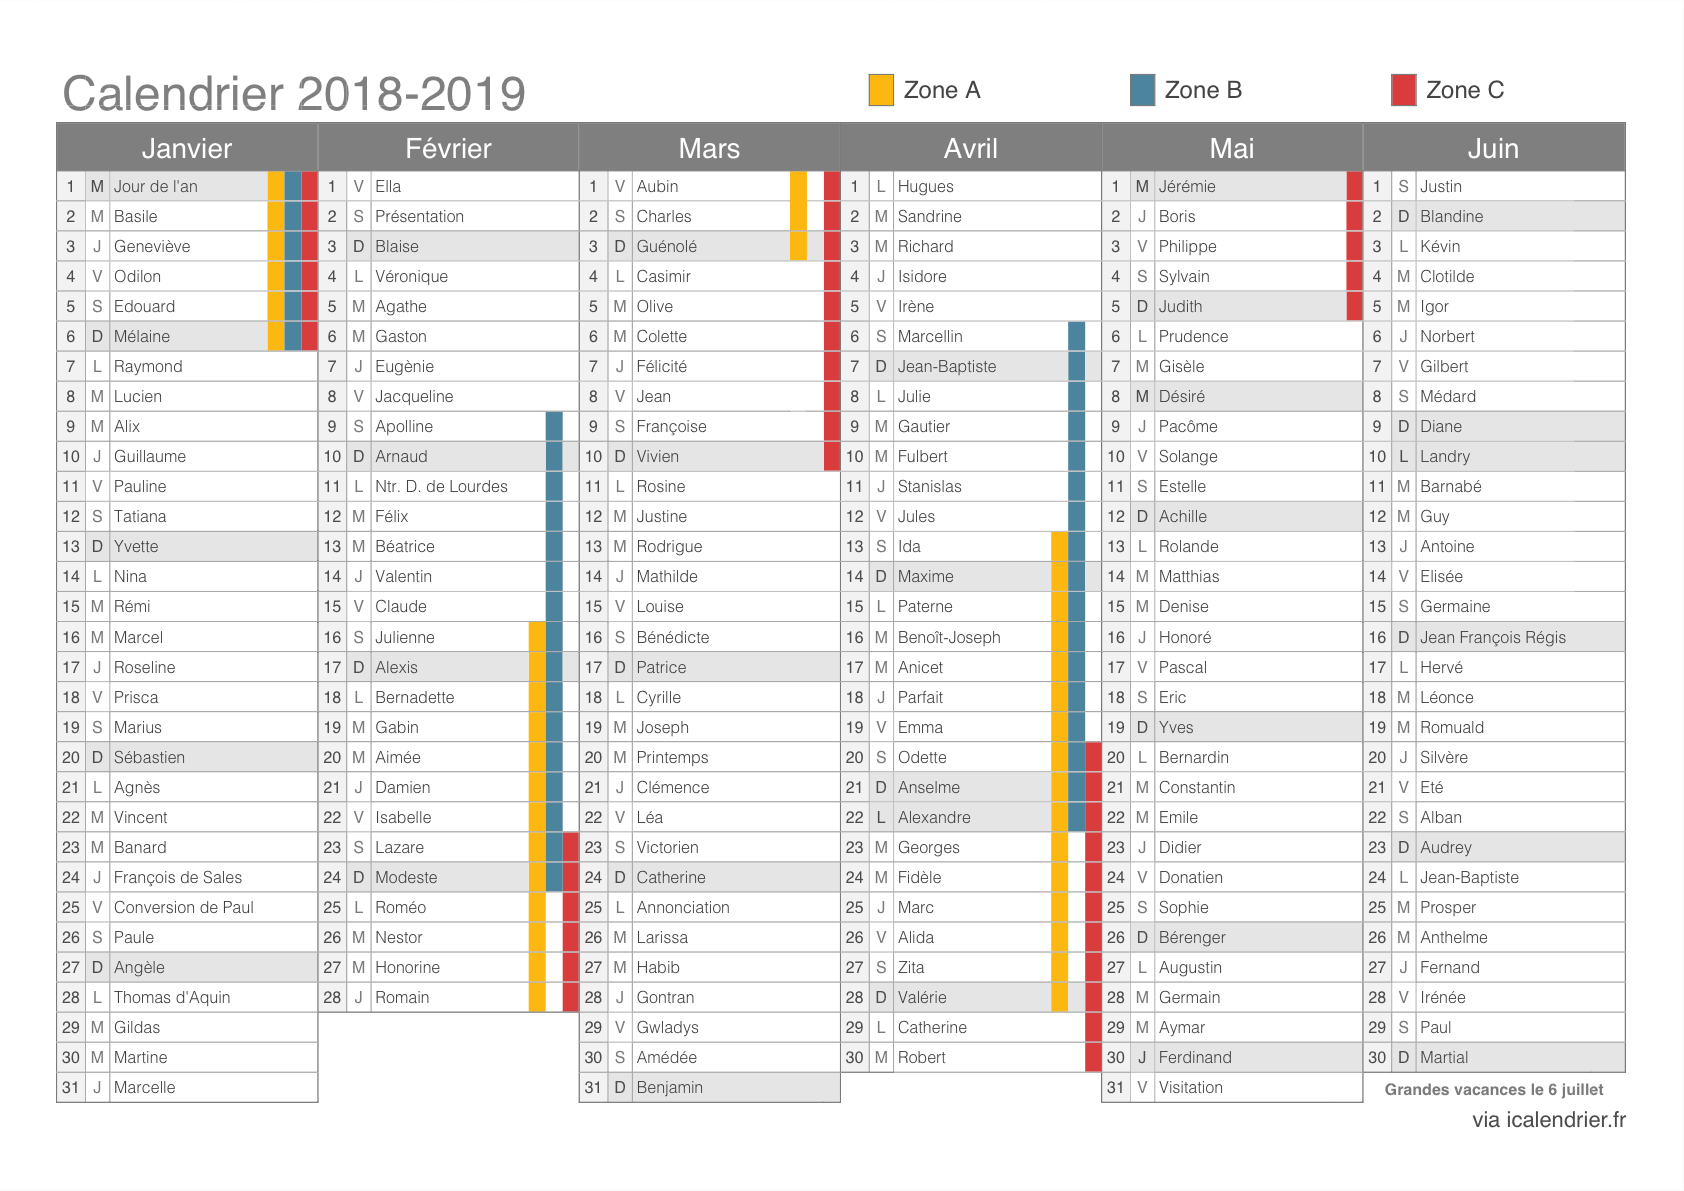 Calendrier 2018-2019 Zone A Zone B Zone C
Janvier Février Mars Avril Mai Juin
1 M Jour de l'an 1 V Ella 1 V Aubin 1 L Hugues 1 M Jérémie 1 S Justin
2 M Basile 2 S Présentation 2 S Charles 2 M Sandrine 2 J Boris 2 D Blandine
3 J Geneviève 3 D Blaise 3 D Guénolé 3 M Richard 3 V Philippe 3 L Kévin
4 V Odilon 4 L Véronique 4 L Casimir 4 J Isidore 4 S Sylvain 4 M Clotilde
5 S Edouard 5 M Agathe 5 M Olive 5 V Irène 5 D Judith 5 M Igor
6 D Mélaine 6 M Gaston 6 M Colette 6 S Marcellin 6 L Prudence 6 J Norbert
7 L Raymond 7 J Eugènie 7 J Félicité 7 D Jean-Baptiste 7 M Gisèle 7 V Gilbert
8 M Lucien 8 V Jacqueline 8 V Jean 8 L Julie 8 M Désiré 8 S Médard
9 M Alix 9 S Apolline 9 S Françoise 9 M Gautier 9 J Pacôme 9 D Diane
10 J Guillaume 10 D Arnaud 10 D Vivien 10 M Fulbert 10 V Solange 10 L Landry
11 V Pauline 11 L Ntr. D. de Lourdes 11 L Rosine 11 J Stanislas 11 S Estelle 11 M Barnabé
12 S Tatiana 12 M Félix 12 M Justine 12 V Jules 12 D Achille 12 M Guy
13 D Yvette 13 M Béatrice 13 M Rodrigue 13 S Ida 13 L Rolande 13 J Antoine
14 L Nina 14 J Valentin 14 J Mathilde 14 D Maxime 14 M Matthias 14 V Elisée
15 M Rémi 15 V Claude 15 V Louise 15 L Paterne 15 M Denise 15 S Germaine
16 M Marcel 16 S Julienne 16 S Bénédicte 16 M Benoît-Joseph 16 J Honoré 16 D Jean François Régis
17 J Roseline 17 D Alexis 17 D Patrice 17 M Anicet 17 V Pascal 17 L Hervé
18 V Prisca 18 L Bernadette 18 L Cyrille 18 J Parfait 18 S Eric 18 M Léonce
19 S Marius 19 M Gabin 19 M Joseph 19 V Emma 19 D Yves 19 M Romuald
20 D Sébastien 20 M Aimée 20 M Printemps 20 S Odette 20 L Bernardin 20 J Silvère
21 L Agnès 21 J Damien 21 J Clémence 21 D Anselme 21 M Constantin 21 V Eté
22 M Vincent 22 V Isabelle 22 V Léa 22 L Alexandre 22 M Emile 22 S Alban
23 M Banard 23 S Lazare 23 S Victorien 23 M Georges 23 J Didier 23 D Audrey
24 J François de Sales 24 D Modeste 24 D Catherine 24 M Fidèle 24 V Donatien 24 L Jean-Baptiste
25 V Conversion de Paul 25 L Roméo 25 L Annonciation 25 J Marc 25 S Sophie 25 M Prosper
26 S Paule 26 M Nestor 26 M Larissa 26 V Alida 26 D Bérenger 26 M Anthelme
27 D Angèle 27 M Honorine 27 M Habib 27 S Zita 27 L Augustin 27 J Fernand
28 L Thomas d'Aquin 28 J Romain 28 J Gontran 28 D Valérie 28 M Germain 28 V Irénée
29 M Gildas 29 V Gwladys 29 L Catherine 29 M Aymar 29 S Paul
30 M Martine 30 S Amédée 30 M Robert 30 J Ferdinand 30 D Martial
31 J Marcelle 31 D Benjamin 31 V Visitation Grandes vacances le 6 juillet
via icalendrier.fr